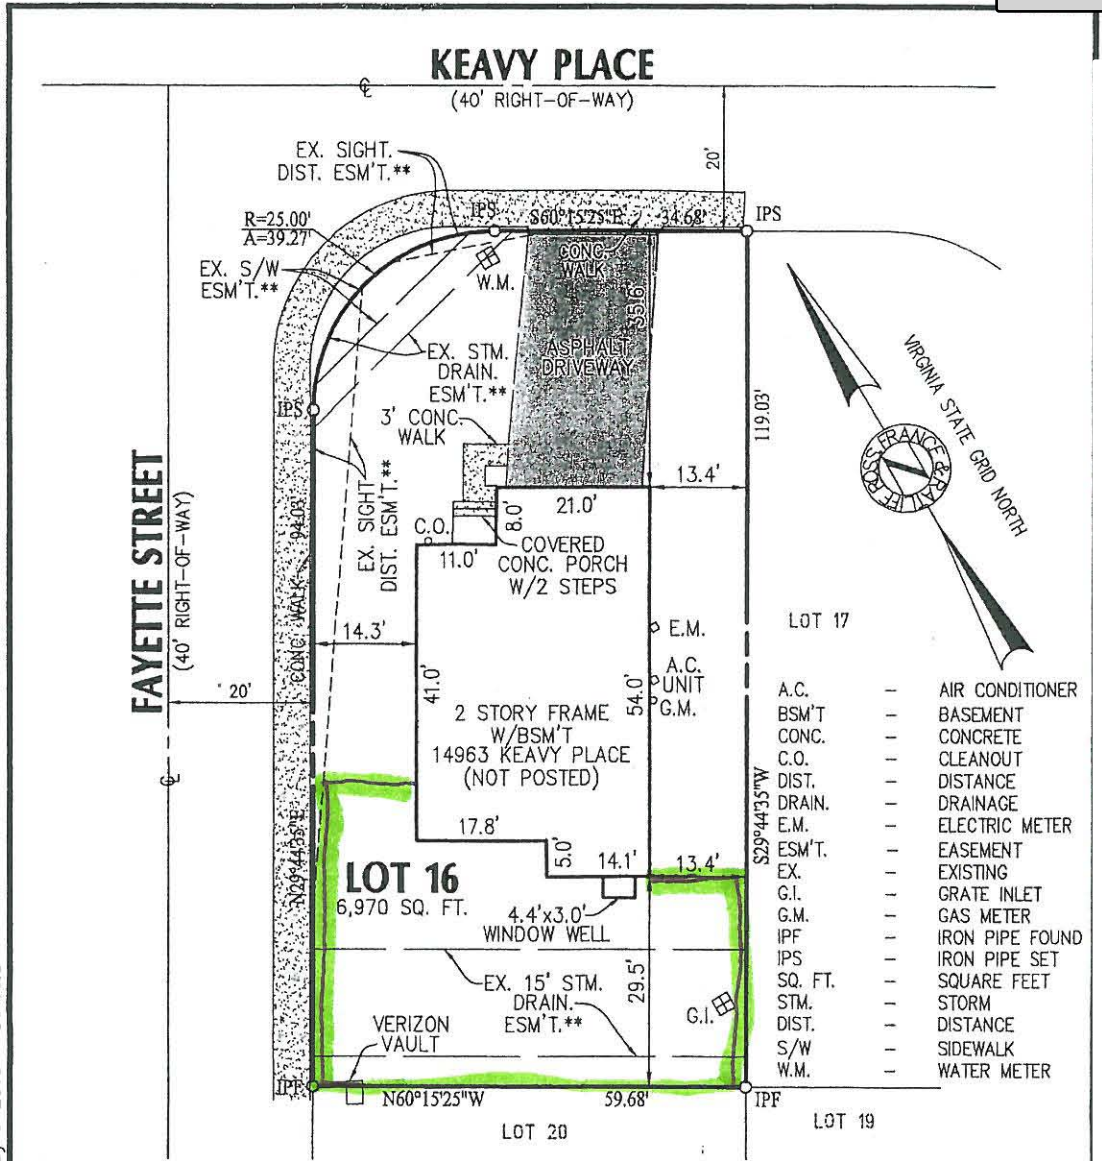 KEAVY PLACE
(40' RIGHT-OF-WAY)
℄
20'
EX. SIGHT.
DIST. ESM'T.**
R=25.00'
A=39.27'
EX. S/W
ESM'T.**
IPS
S60°15'25"E
34.68'
IPS
W.M.
CONC.
WALK
35.6'
ASPHALT
DRIVEWAY
EX. STM.
DRAIN.
ESM'T.**
3' CONC.
WALK
IPS
119.03'
VIRGINIA STATE GRID NORTH
ROSS, FRANCE & RATLIFF
13.4'
21.0'
8.0'
C.O.
11.0'
COVERED
CONC. PORCH
W/2 STEPS
EX. SIGHT
DIST. ESM'T.**
FAYETTE STREET
(40' RIGHT-OF-WAY)
CONC. WALK
94.03'
14.3'
20'
℄
41.0'
54.0'
E.M.
A.C.
UNIT
G.M.
LOT 17
2 STORY FRAME
W/BSM'T
14963 KEAVY PLACE
(NOT POSTED)
A.C. – AIR CONDITIONER
BSM'T – BASEMENT
CONC. – CONCRETE
C.O. – CLEANOUT
DIST. – DISTANCE
DRAIN. – DRAINAGE
E.M. – ELECTRIC METER
ESM'T. – EASEMENT
EX. – EXISTING
G.I. – GRATE INLET
G.M. – GAS METER
IPF – IRON PIPE FOUND
IPS – IRON PIPE SET
SQ. FT. – SQUARE FEET
STM. – STORM
DIST. – DISTANCE
S/W – SIDEWALK
W.M. – WATER METER
S29°44'35"W
N29°44'35"E
17.8'
5.0'
14.1'
13.4'
LOT 16
6,970 SQ. FT.
4.4'x3.0'
WINDOW WELL
29.5'
EX. 15' STM.
DRAIN.
ESM'T.**
G.I.
VERIZON
VAULT
IPF
N60°15'25"W
59.68'
IPF
LOT 20
LOT 19